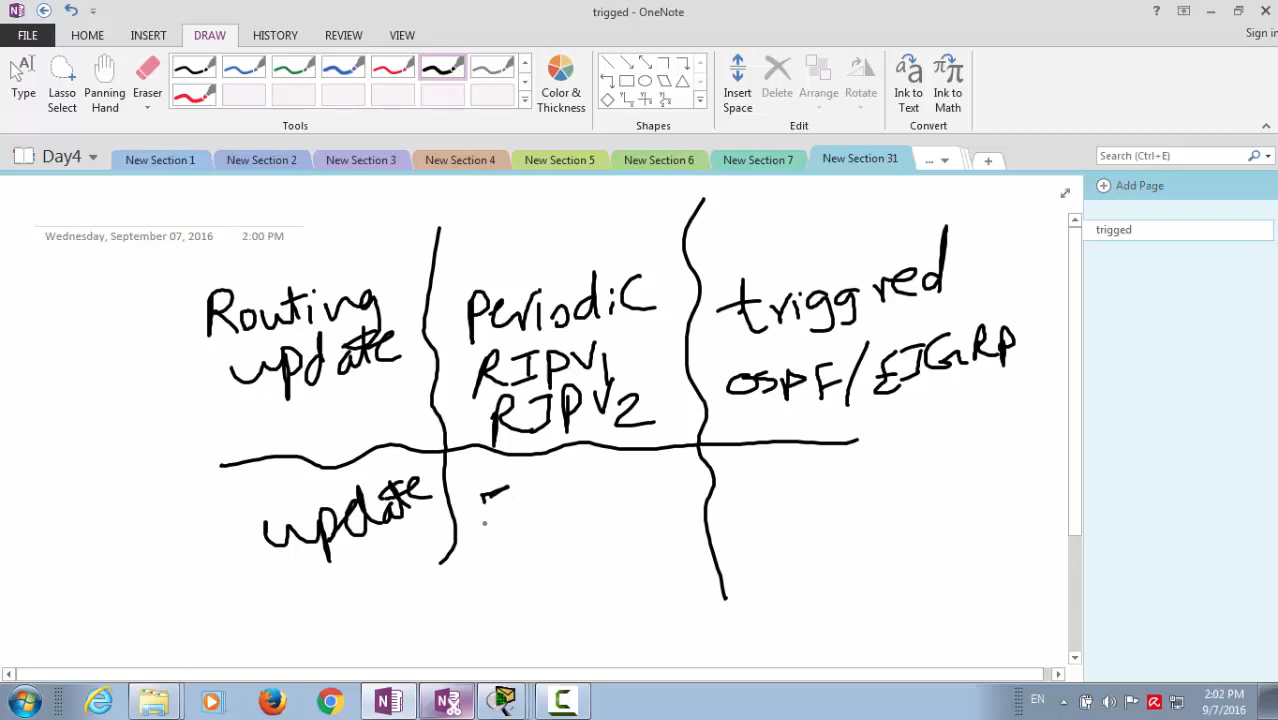 trigged - OneNote
? 
Sign in
FILE HOME INSERT DRAW HISTORY REVIEW VIEW
Type
Lasso Select
Panning Hand
Eraser
Color & Thickness
Insert Space
Delete
Arrange
Rotate
Ink to Text
Ink to Math
Tools
Shapes
Edit
Convert
Day4
New Section 1
New Section 2
New Section 3
New Section 4
New Section 5
New Section 6
New Section 7
New Section 31
...
Search (Ctrl+E)
Add Page
trigged
Wednesday, September 07, 2016 2:00 PM
Routing update
Periodic
RIPV1
RIPV2
triggred
OSPF/EIGRP
update
EN
2:02 PM
9/7/2016